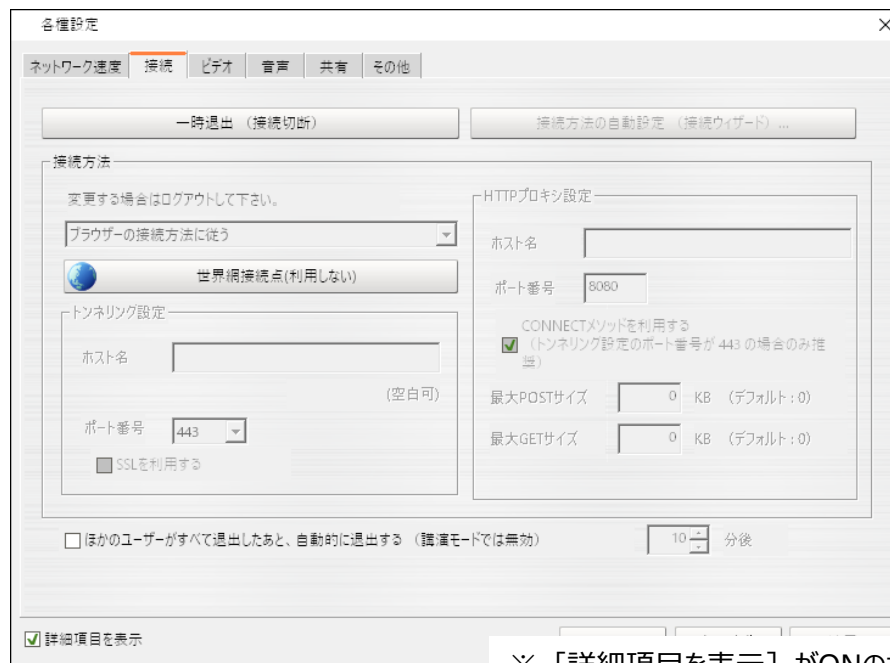 各種設定
ネットワーク速度 接続 ビデオ 音声 共有 その他
一時退出 （接続切断）
接続方法の自動設定 （接続ウィザード） ...
接続方法
変更する場合はログアウトして下さい。
ブラウザーの接続方法に従う
世界網接続点(利用しない)
トンネリング設定
ホスト名
(空白可)
ポート番号 443
SSLを利用する
HTTPプロキシ設定
ホスト名
ポート番号 8080
CONNECTメソッドを利用する
（トンネリング設定のポート番号が 443 の場合のみ推
奨）
最大POSTサイズ 0 KB （デフォルト : 0）
最大GETサイズ 0 KB （デフォルト : 0）
ほかのユーザーがすべて退出したあと、自動的に退出する （講演モードでは無効） 10 分後
詳細項目を表示
※［詳細項目を表示］がONの